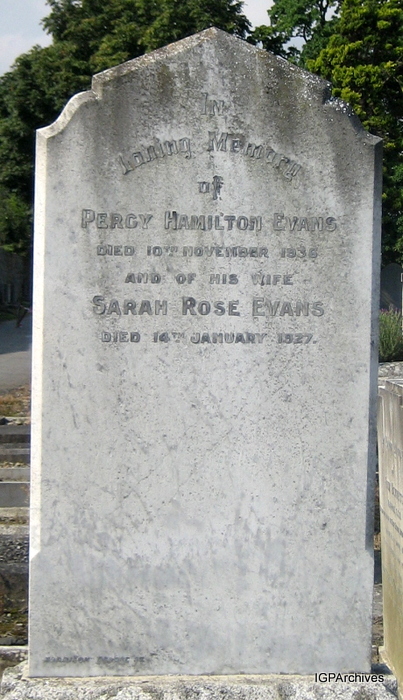 In
Loving Memory
of
PERCY HAMILTON EVANS
DIED 10TH NOVEMBER 1936
AND OF HIS WIFE
SARAH ROSE EVANS
DIED 14TH JANUARY 1927.
IGPArchives